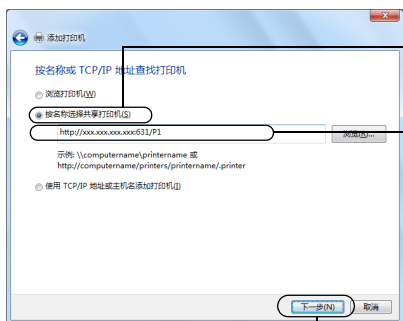 添加打印机
按名称或 TCP/IP 地址查找打印机
浏览打印机(W)
按名称选择共享打印机(S)
http://xxx.xxx.xxx.xxx:631/P1
浏览(R)...
示例: \\computername\printername 或
http://computername/printers/printername/.printer
使用 TCP/IP 地址或主机名添加打印机(I)
下一步(N)
取消